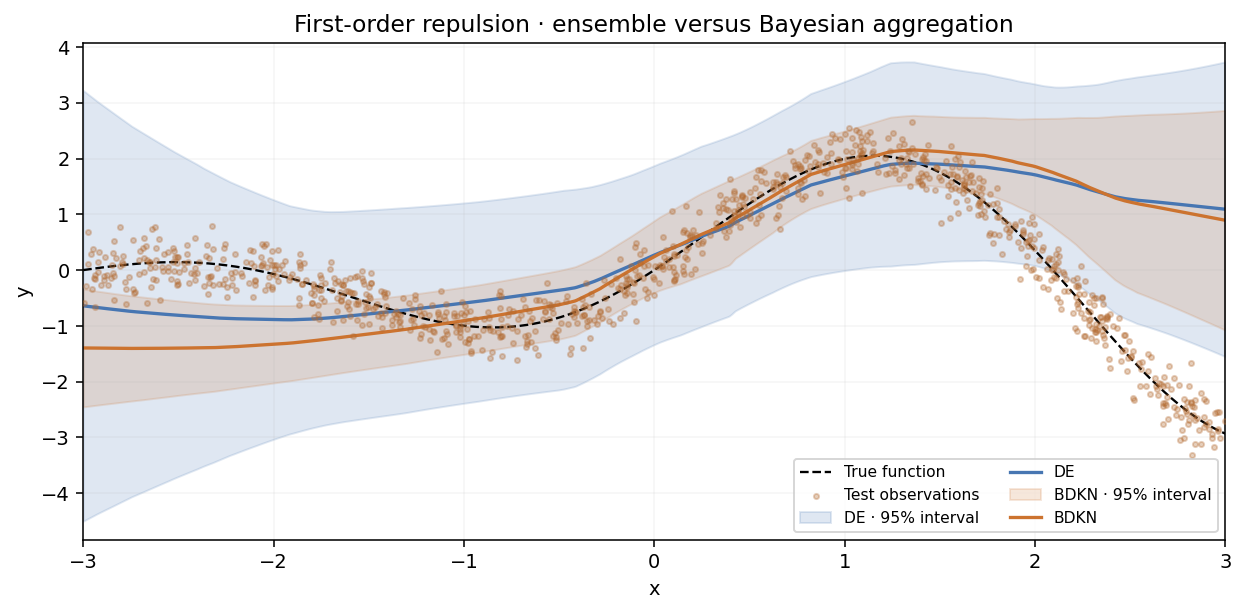 First-order repulsion · ensemble versus Bayesian aggregation
y
4
3
2
1
0
−1
−2
−3
−4
True function
Test observations
DE · 95% interval
DE
BDKN · 95% interval
BDKN
−3 −2 −1 0 1 2 3
x